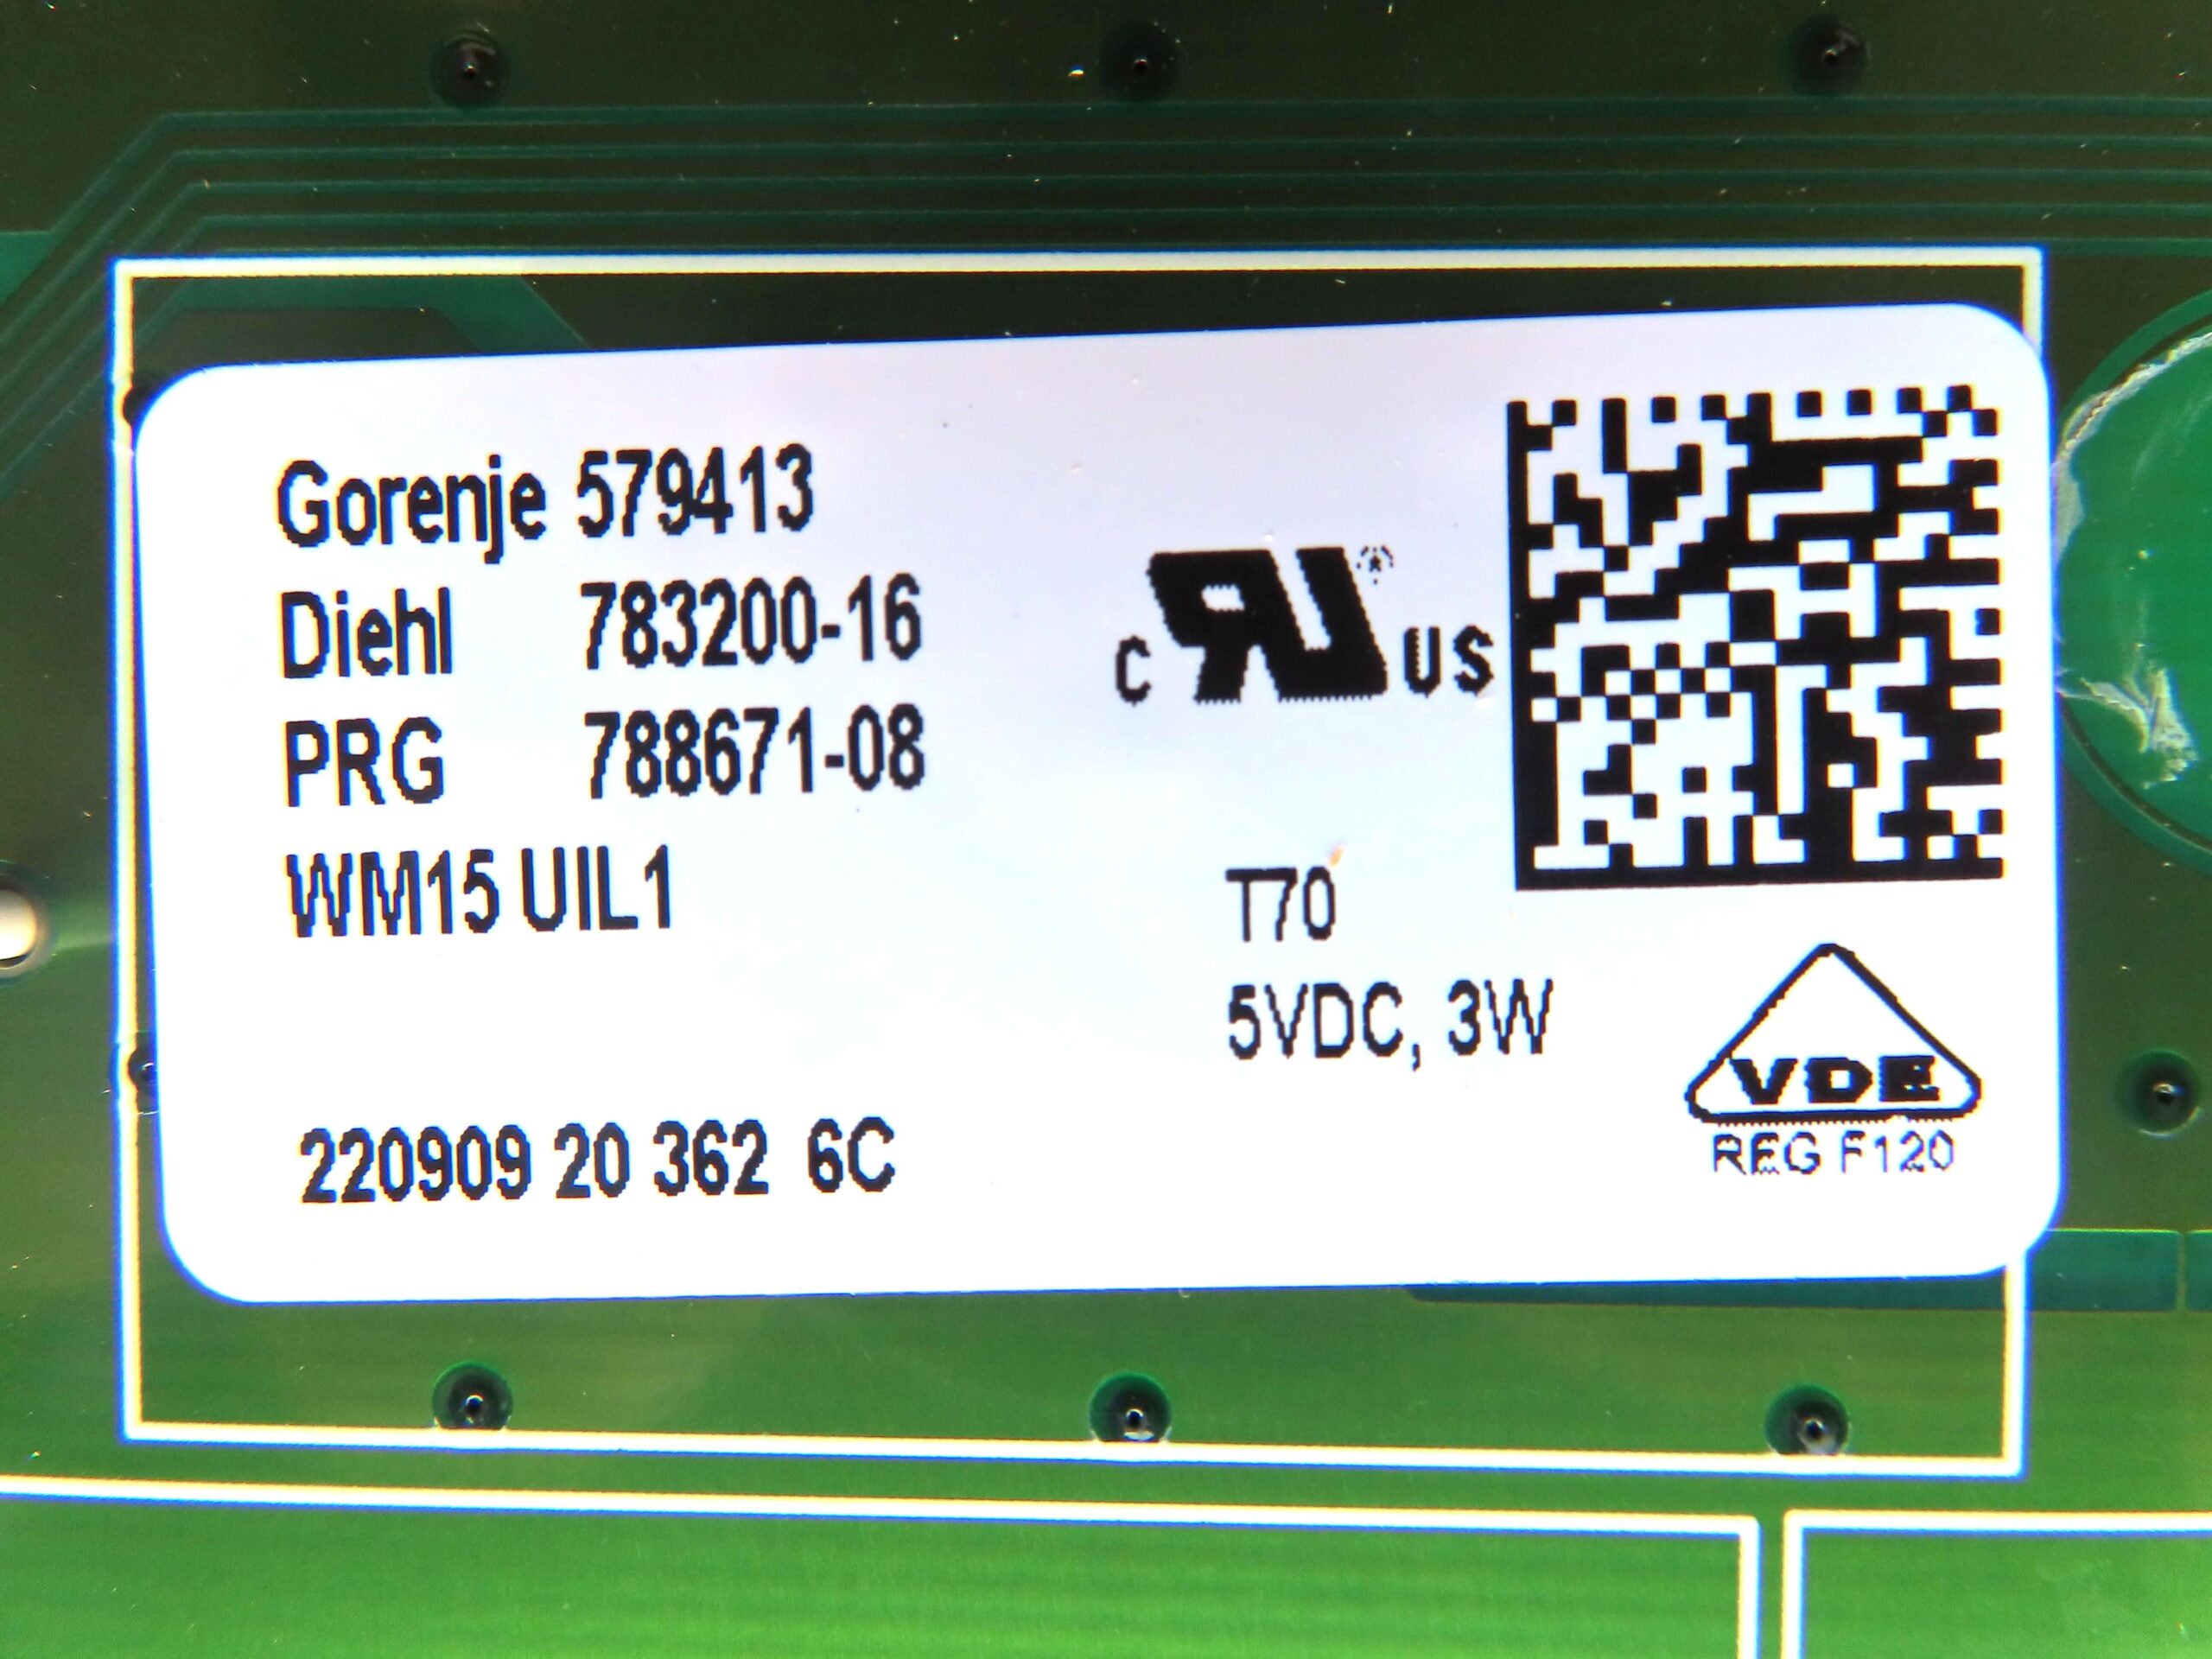 Gorenje 579413
Diehl 783200-16
PRG 788671-08
WM15 UIL1
c RU US
T70
5VDC, 3W
VDE
REG F120
220909 20 362 6C